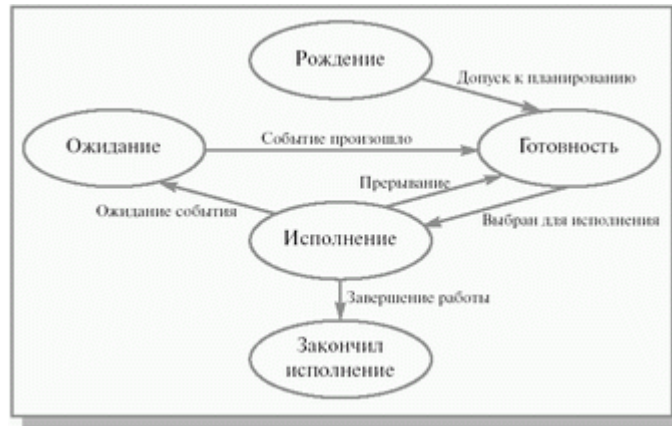 Рождение
Допуск к планированию
Ожидание
Событие произошло
Готовность
Прерывание
Ожидание события
Исполнение
Выбран для исполнения
Завершение работы
Закончил
исполнение